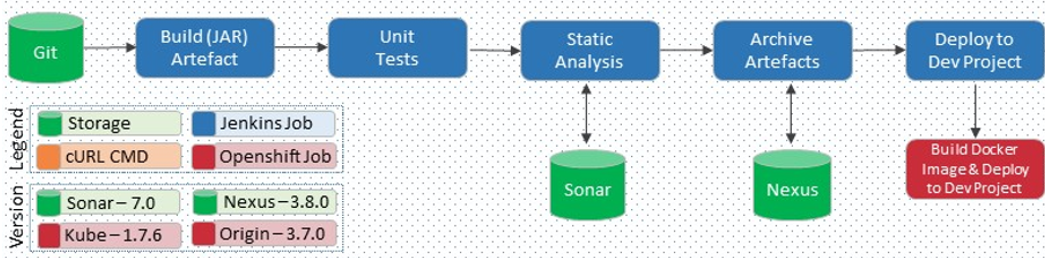 Git
Build (JAR)
Artefact
Unit
Tests
Static
Analysis
Archive
Artefacts
Deploy to
Dev Project
Legend
Storage
Jenkins Job
cURL CMD
Openshift Job
Version
Sonar – 7.0
Nexus – 3.8.0
Kube – 1.7.6
Origin – 3.7.0
Sonar
Nexus
Build Docker
Image & Deploy
to Dev Project